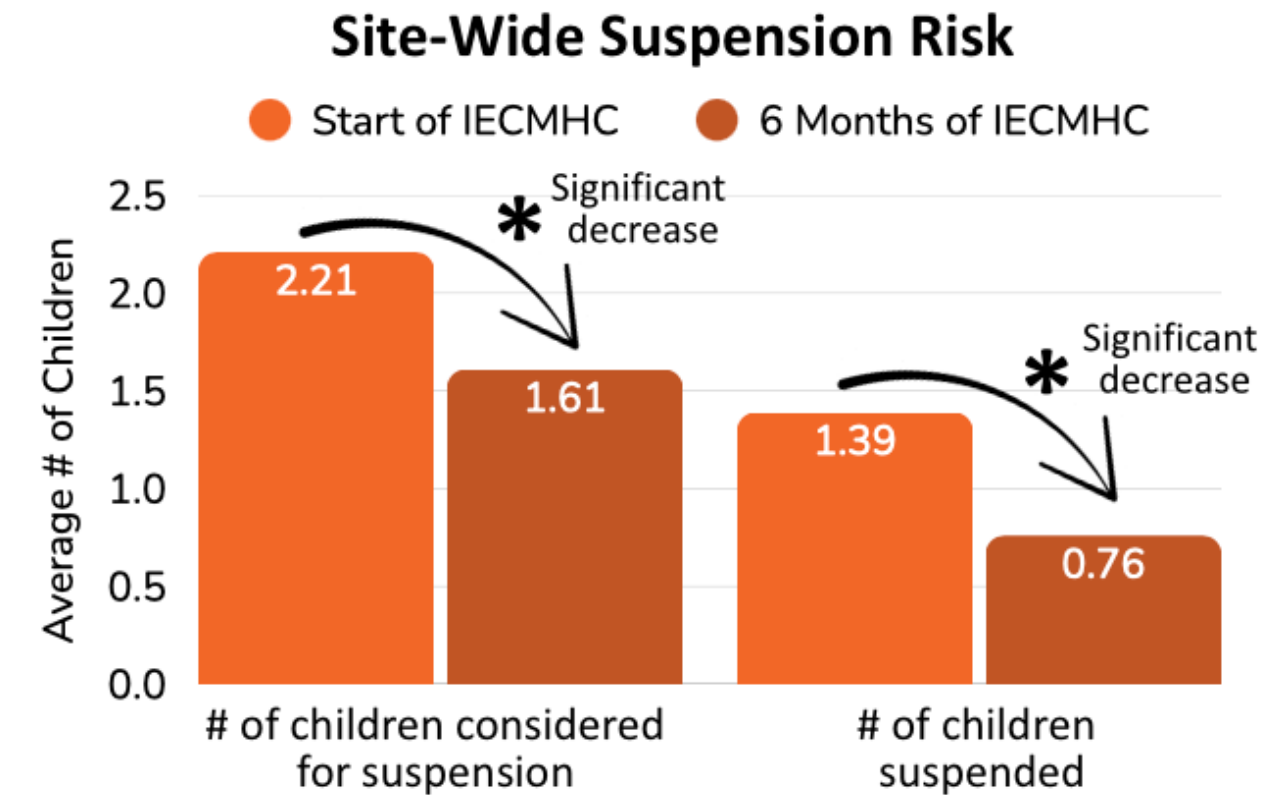 Site-Wide Suspension Risk
Start of IECMHC
6 Months of IECMHC
Average # of Children
2.5
2.0
1.5
1.0
0.5
0.0
2.21
* Significant
decrease
1.61
1.39
* Significant
decrease
0.76
# of children considered
for suspension
# of children
suspended